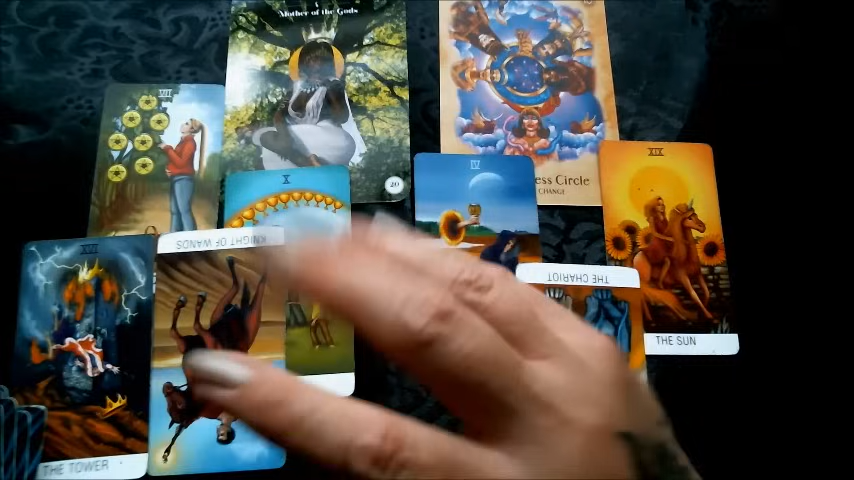 Mother of the Gods
20
ess Circle
CHANGE
VII
X
IV
XIX
THE SUN
XVI
THE TOWER
KNIGHT OF WANDS
THE CHARIOT